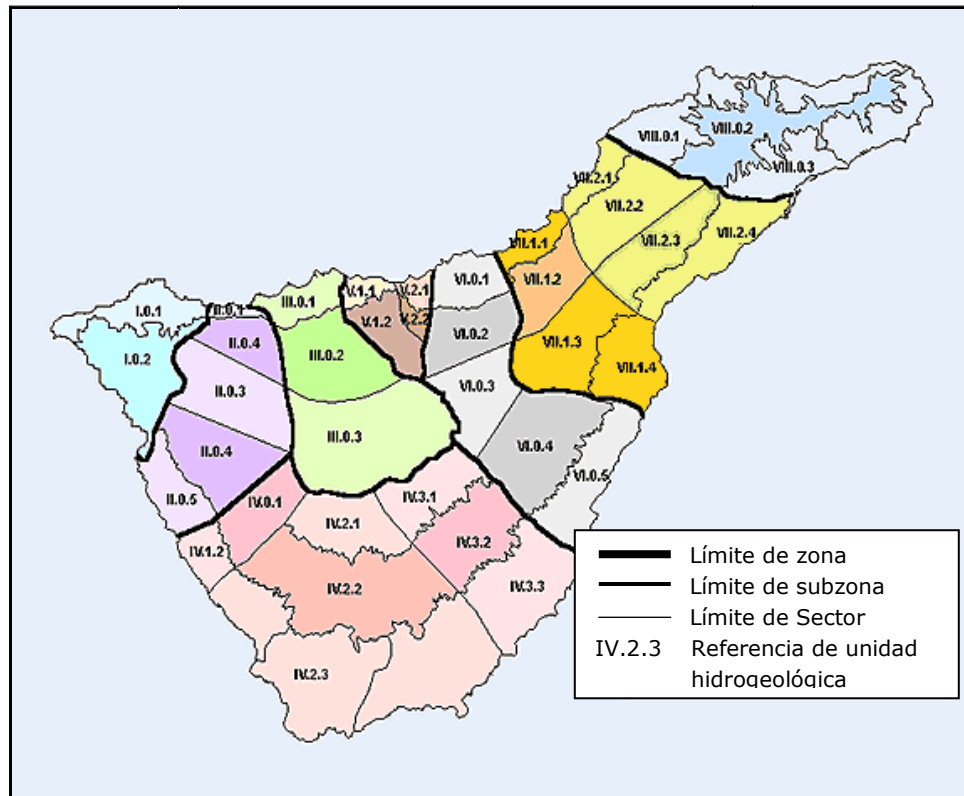 VIII.0.1
VIII.0.2
VIII.0.3
VII.2.1
VII.2.2
VII.2.3
VII.2.4
VII.1.1
VII.1.2
VII.1.3
VII.1.4
I.0.1
I.0.2
II.0.1
II.0.4
II.0.3
II.0.4
II.0.5
III.0.1
III.0.2
III.0.3
V.1.1
V.2.1
V.1.2
V.2.2
VI.0.1
VI.0.2
VI.0.3
VI.0.4
VI.0.5
IV.0.1
IV.1.2
IV.2.1
IV.2.2
IV.2.3
IV.3.1
IV.3.2
IV.3.3
Límite de zona
Límite de subzona
Límite de Sector
IV.2.3 Referencia de unidad
hidrogeológica